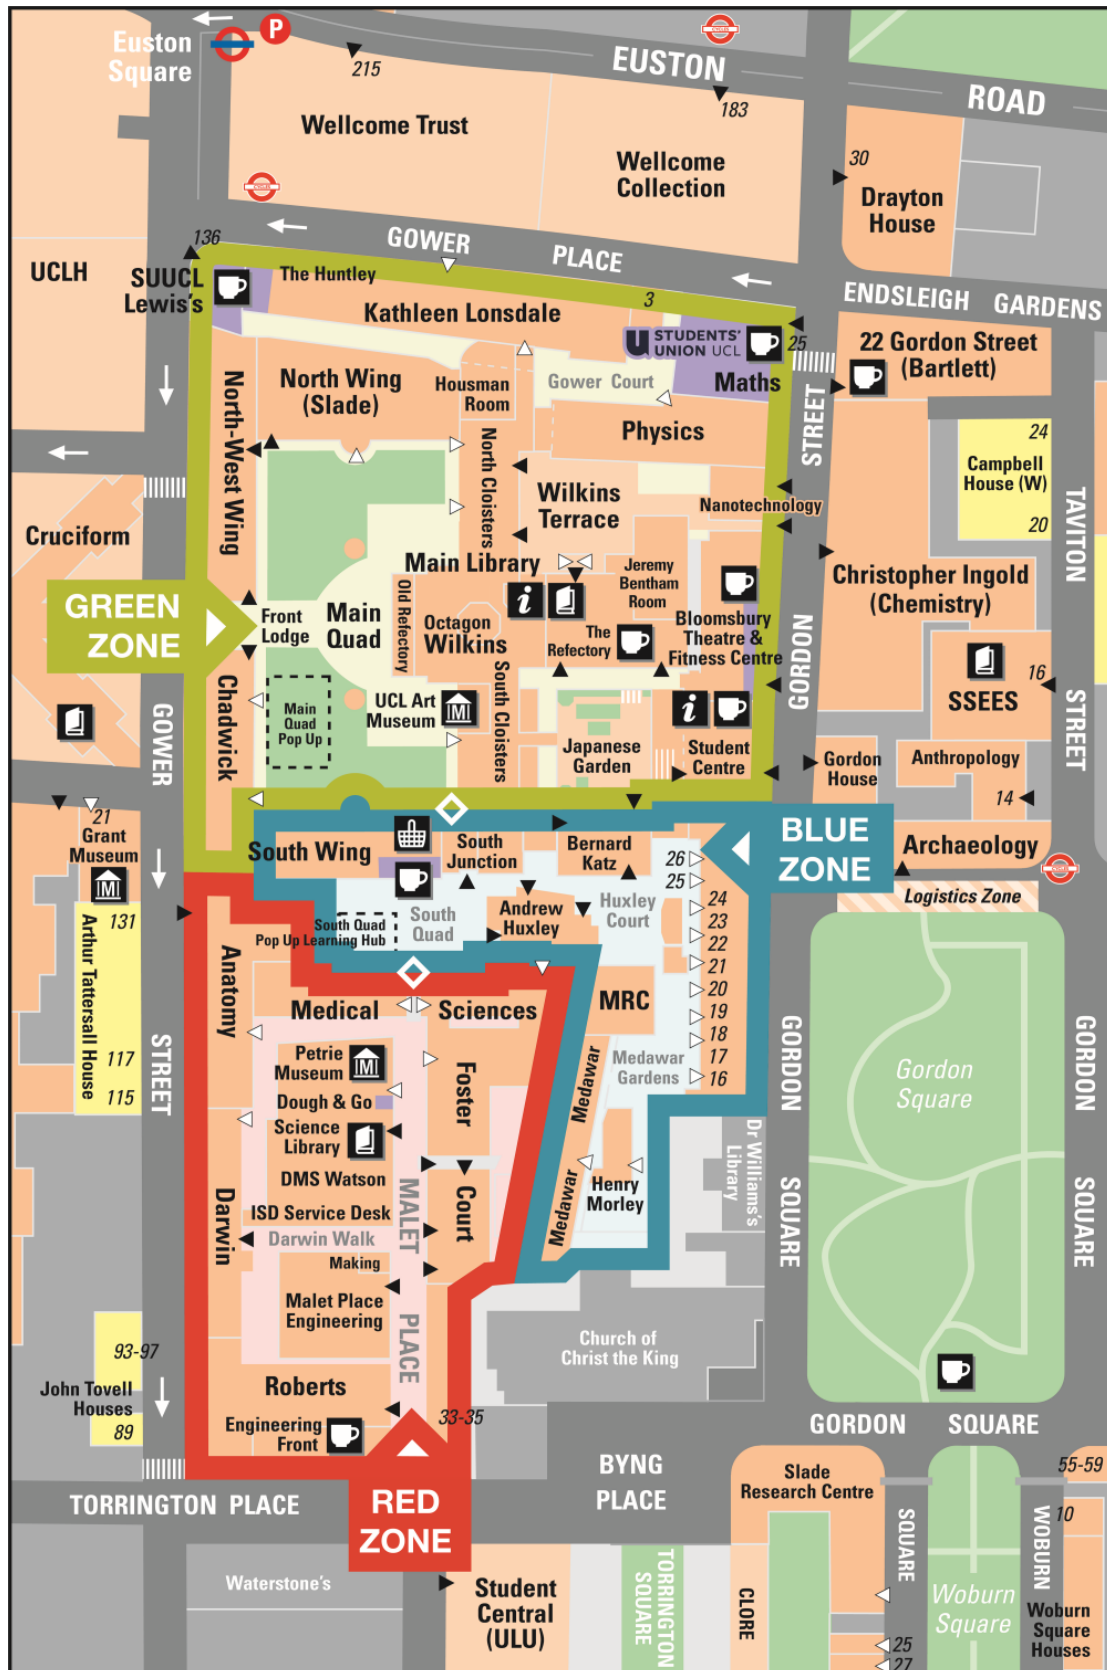 Euston
Square
P
CYCLES
215
EUSTON
ROAD
183
Wellcome Trust
Wellcome
Collection
30
Drayton
House
CYCLES
136
GOWER
PLACE
UCLH
SUUCL
Lewis's
The Huntley
Kathleen Lonsdale
3
ENDSLEIGH GARDENS
u STUDENTS'
UNION UCL
25
22 Gordon Street
(Bartlett)
Maths
North Wing
(Slade)
Housman
Room
Gower Court
North-West Wing
Physics
STREET
24
Campbell
House (W)
20
North Cloisters
Wilkins
Terrace
Nanotechnology
TAVITON
Cruciform
Main Library
Christopher Ingold
(Chemistry)
GREEN
ZONE
Front
Lodge
Main
Quad
Old Refectory
Octagon
Wilkins
i
Jeremy
Bentham
Room
The
Refectory
Bloomsbury
Theatre &
Fitness Centre
GORDON
16
SSEES
STREET
Chadwick
Main
Quad
Pop Up
UCL Art
Museum
South Cloisters
i
Japanese
Garden
Student
Centre
GOWER
Gordon
House
Anthropology
14
21
Grant
Museum
South Wing
South
Junction
Bernard
Katz
BLUE
ZONE
Archaeology
26
25
24
23
22
21
20
19
18
17
16
CYCLES
Logistics Zone
131
Arthur Tattersall House
117
115
South Quad
Pop Up Learning Hub
South
Quad
Andrew
Huxley
Huxley
Court
Anatomy
Medical
Sciences
MRC
STREET
Petrie
Museum
Foster
Medawar
Medawar
Gardens
GORDON
Gordon
Square
GORDON
Dough & Go
Science
Library
DMS Watson
Dr Williams's
Library
Darwin
ISD Service Desk
MALET
Court
Medawar
Henry
Morley
SQUARE
SQUARE
Darwin Walk
Making
Malet Place
Engineering
PLACE
Church of
Christ the King
93-97
John Tovell
Houses
89
Roberts
Engineering
Front
33-35
GORDON SQUARE
TORRINGTON PLACE
RED
ZONE
BYNG
PLACE
Slade
Research Centre
55-59
10
SQUARE
WOBURN
Waterstone's
Student
Central
(ULU)
TORRINGTON
SQUARE
CLORE
Woburn
Square
Woburn
Square
Houses
25
27